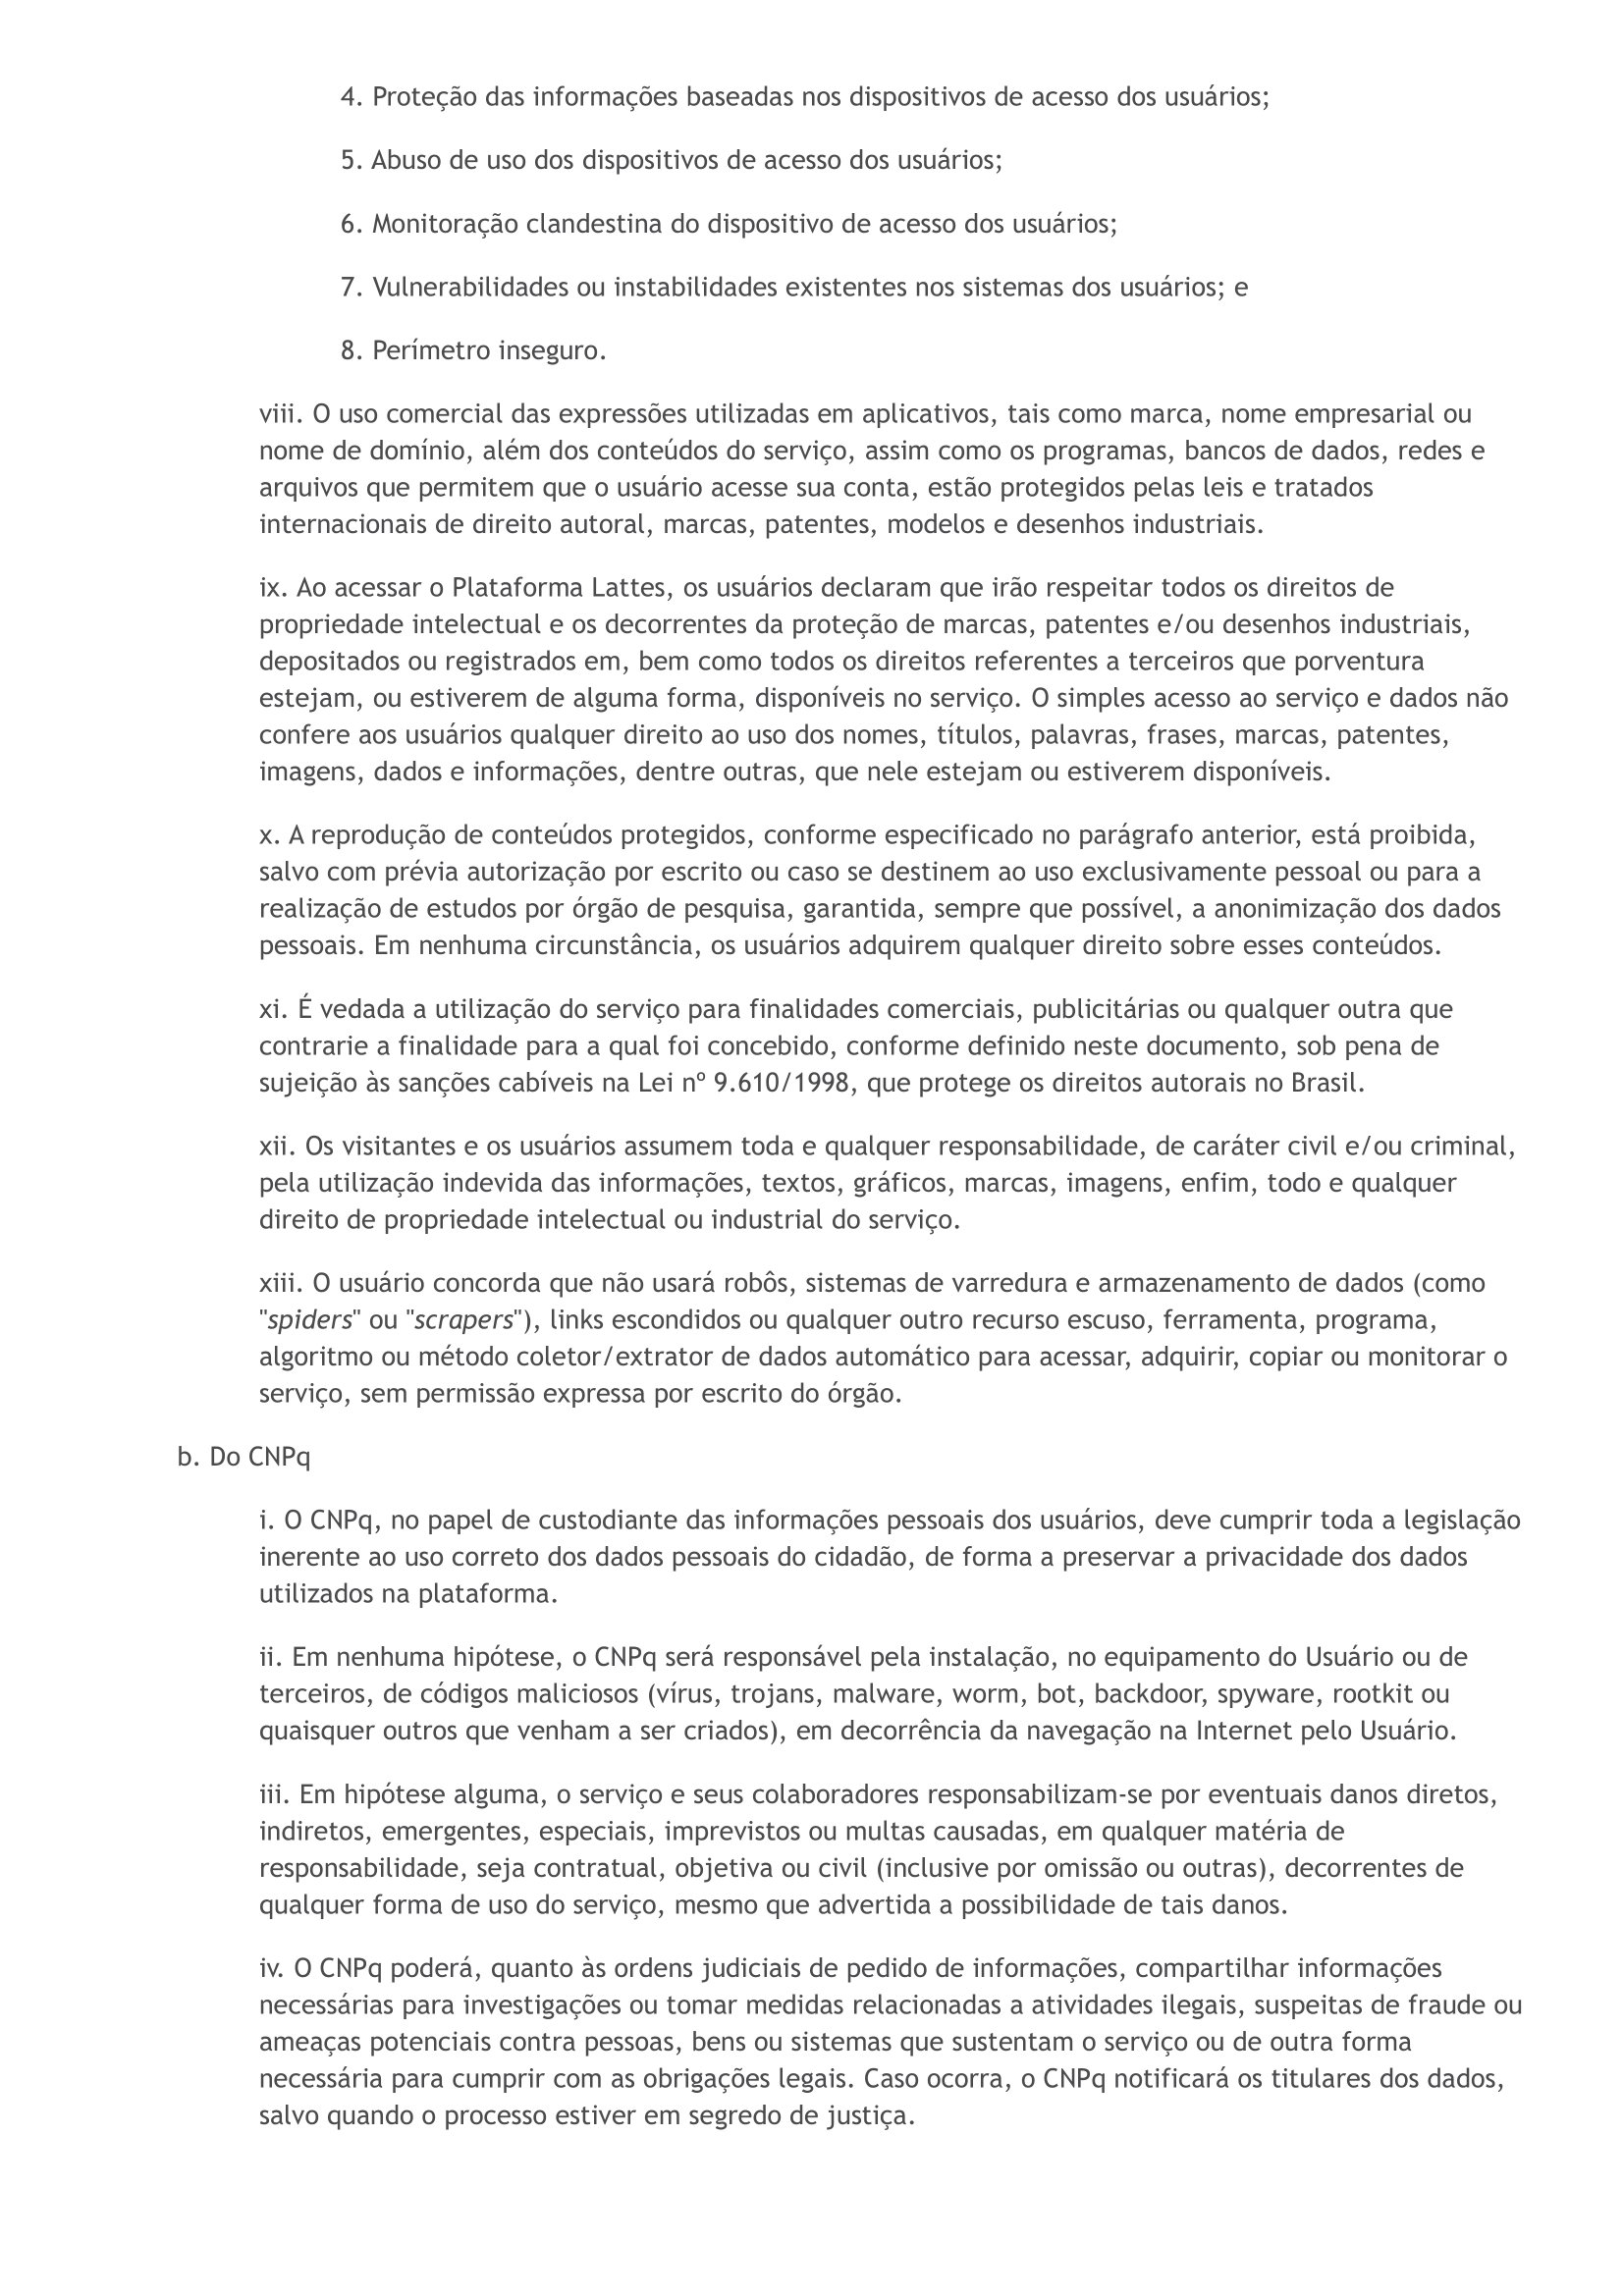 4. Proteção das informações baseadas nos dispositivos de acesso dos usuários;
5. Abuso de uso dos dispositivos de acesso dos usuários;
6. Monitoração clandestina do dispositivo de acesso dos usuários;
7. Vulnerabilidades ou instabilidades existentes nos sistemas dos usuários; e
8. Perímetro inseguro.
viii. O uso comercial das expressões utilizadas em aplicativos, tais como marca, nome empresarial ou
nome de domínio, além dos conteúdos do serviço, assim como os programas, bancos de dados, redes e
arquivos que permitem que o usuário acesse sua conta, estão protegidos pelas leis e tratados
internacionais de direito autoral, marcas, patentes, modelos e desenhos industriais.
ix. Ao acessar o Plataforma Lattes, os usuários declaram que irão respeitar todos os direitos de
propriedade intelectual e os decorrentes da proteção de marcas, patentes e/ou desenhos industriais,
depositados ou registrados em, bem como todos os direitos referentes a terceiros que porventura
estejam, ou estiverem de alguma forma, disponíveis no serviço. O simples acesso ao serviço e dados não
confere aos usuários qualquer direito ao uso dos nomes, títulos, palavras, frases, marcas, patentes,
imagens, dados e informações, dentre outras, que nele estejam ou estiverem disponíveis.
x. A reprodução de conteúdos protegidos, conforme especificado no parágrafo anterior, está proibida,
salvo com prévia autorização por escrito ou caso se destinem ao uso exclusivamente pessoal ou para a
realização de estudos por órgão de pesquisa, garantida, sempre que possível, a anonimização dos dados
pessoais. Em nenhuma circunstância, os usuários adquirem qualquer direito sobre esses conteúdos.
xi. É vedada a utilização do serviço para finalidades comerciais, publicitárias ou qualquer outra que
contrarie a finalidade para a qual foi concebido, conforme definido neste documento, sob pena de
sujeição às sanções cabíveis na Lei nº 9.610/1998, que protege os direitos autorais no Brasil.
xii. Os visitantes e os usuários assumem toda e qualquer responsabilidade, de caráter civil e/ou criminal,
pela utilização indevida das informações, textos, gráficos, marcas, imagens, enfim, todo e qualquer
direito de propriedade intelectual ou industrial do serviço.
xiii. O usuário concorda que não usará robôs, sistemas de varredura e armazenamento de dados (como
"spiders" ou "scrapers"), links escondidos ou qualquer outro recurso escuso, ferramenta, programa,
algoritmo ou método coletor/extrator de dados automático para acessar, adquirir, copiar ou monitorar o
serviço, sem permissão expressa por escrito do órgão.
b. Do CNPq
i. O CNPq, no papel de custodiante das informações pessoais dos usuários, deve cumprir toda a legislação
inerente ao uso correto dos dados pessoais do cidadão, de forma a preservar a privacidade dos dados
utilizados na plataforma.
ii. Em nenhuma hipótese, o CNPq será responsável pela instalação, no equipamento do Usuário ou de
terceiros, de códigos maliciosos (vírus, trojans, malware, worm, bot, backdoor, spyware, rootkit ou
quaisquer outros que venham a ser criados), em decorrência da navegação na Internet pelo Usuário.
iii. Em hipótese alguma, o serviço e seus colaboradores responsabilizam-se por eventuais danos diretos,
indiretos, emergentes, especiais, imprevistos ou multas causadas, em qualquer matéria de
responsabilidade, seja contratual, objetiva ou civil (inclusive por omissão ou outras), decorrentes de
qualquer forma de uso do serviço, mesmo que advertida a possibilidade de tais danos.
iv. O CNPq poderá, quanto às ordens judiciais de pedido de informações, compartilhar informações
necessárias para investigações ou tomar medidas relacionadas a atividades ilegais, suspeitas de fraude ou
ameaças potenciais contra pessoas, bens ou sistemas que sustentam o serviço ou de outra forma
necessária para cumprir com as obrigações legais. Caso ocorra, o CNPq notificará os titulares dos dados,
salvo quando o processo estiver em segredo de justiça.